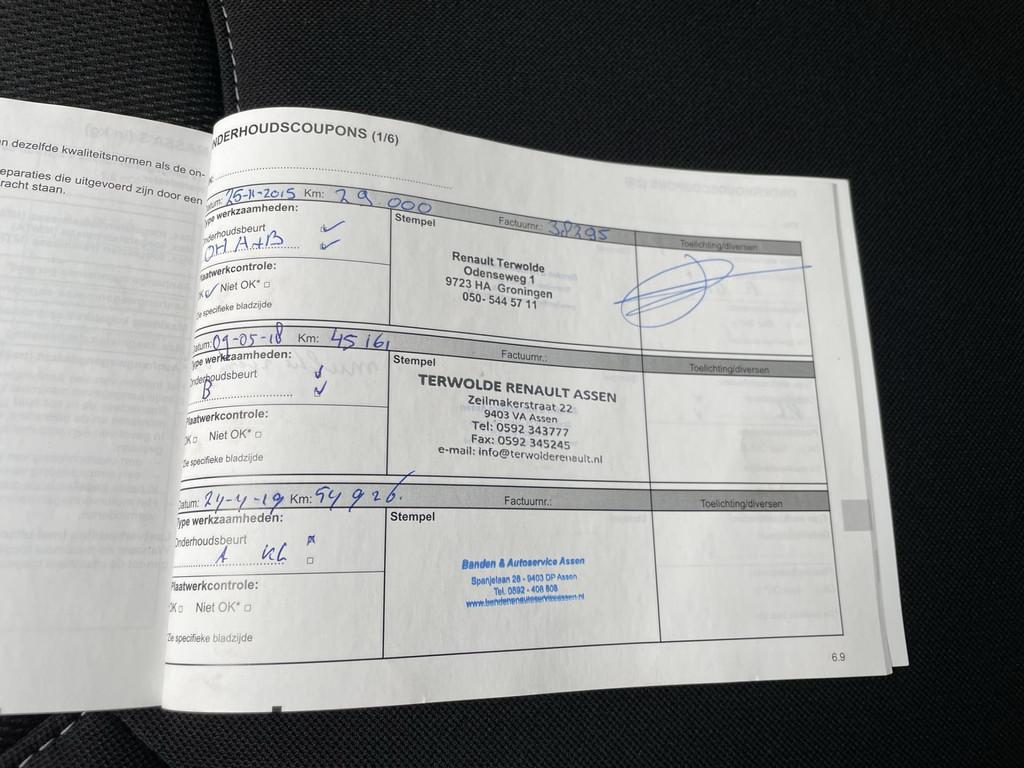 n dezelfde kwaliteitsnormen als de on-
eparaties die uitgevoerd zijn door een
racht staan.
NDERHOUDSCOUPONS (1/6)
Datum: 25-11-2015 Km: 29.000 Factuurnr.: 38295 Toelichting/diversen
Type werkzaamheden:
Onderhoudsbeurt
OH A+B
Plaatwerkcontrole:
OK Niet OK*
Zie specifieke bladzijde
Stempel
Renault Terwolde
Odenseweg 1
9723 HA Groningen
050- 544 57 11
Datum: 09-05-18 Km: 45161 Factuurnr.: Toelichting/diversen
Type werkzaamheden:
Onderhoudsbeurt
B
Plaatwerkcontrole:
OK Niet OK*
Zie specifieke bladzijde
Stempel
TERWOLDE RENAULT ASSEN
Zeilmakerstraat 22
9403 VA Assen
Tel: 0592 343777
Fax: 0592 345245
e-mail: info@terwolderenault.nl
Datum: 24-4-19 Km: 54926. Factuurnr.: Toelichting/diversen
Type werkzaamheden:
Onderhoudsbeurt
A KL
Plaatwerkcontrole:
OK Niet OK*
Zie specifieke bladzijde
Stempel
Banden & Autoservice Assen
Spanjelaan 28 - 9403 DP Assen
Tel. 0592 - 408 808
www.bandenenautoserviceassen.nl
6.9